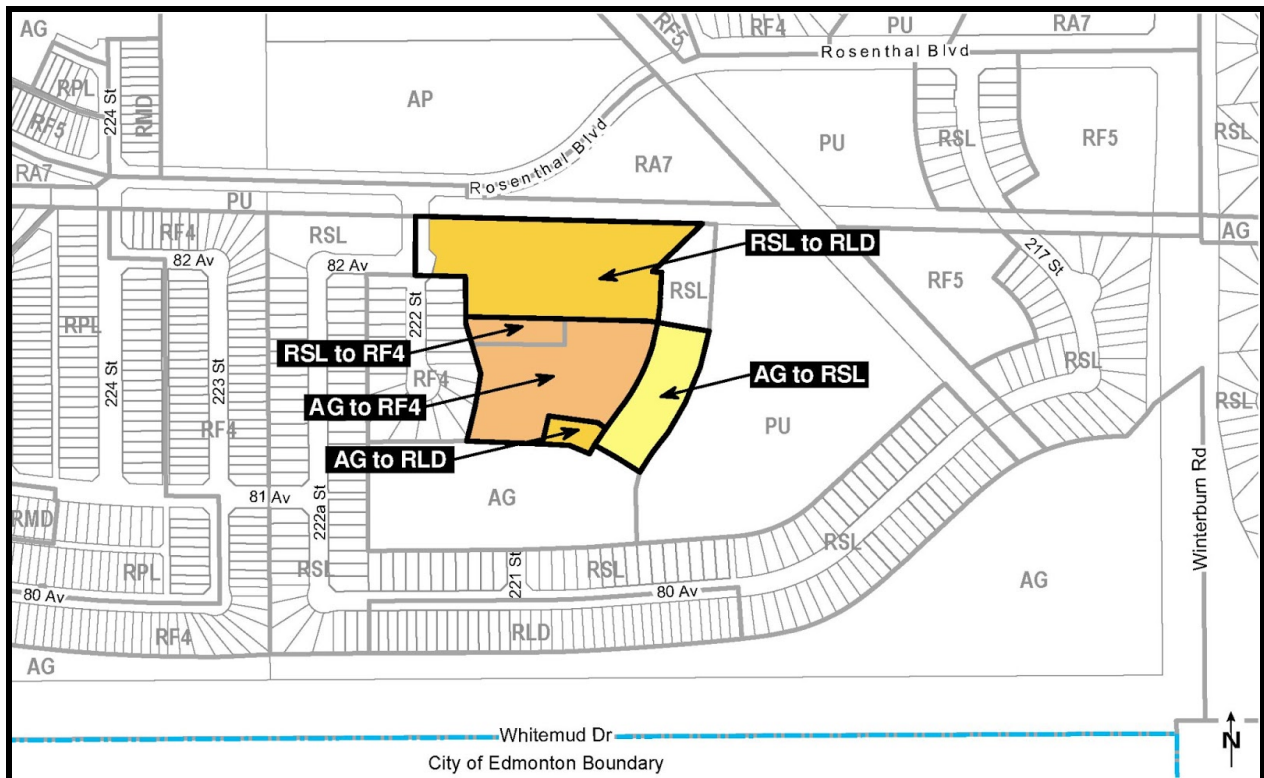 AG
RF5
RF4
PU
RA7
Rosenthal Blvd
RPL
224 St
RMD
AP
RF5
RSL
RF5
RSL
PU
Rosenthal Blvd
RA7
RA7
PU
RF4
RSL
82 Av
82 Av
RSL to RLD
217 St
AG
RF5
RSL
222 St
RPL
RSL to RF4
224 St
223 St
RF4
AG to RSL
RSL
AG to RF4
RSL
RF4
PU
AG to RLD
Winterburn Rd
81 Av
222a St
AG
RMD
RSL
RPL
RSL
RSL
221 St
80 Av
80 Av
AG
RF4
RLD
AG
Whitemud Dr
City of Edmonton Boundary
N